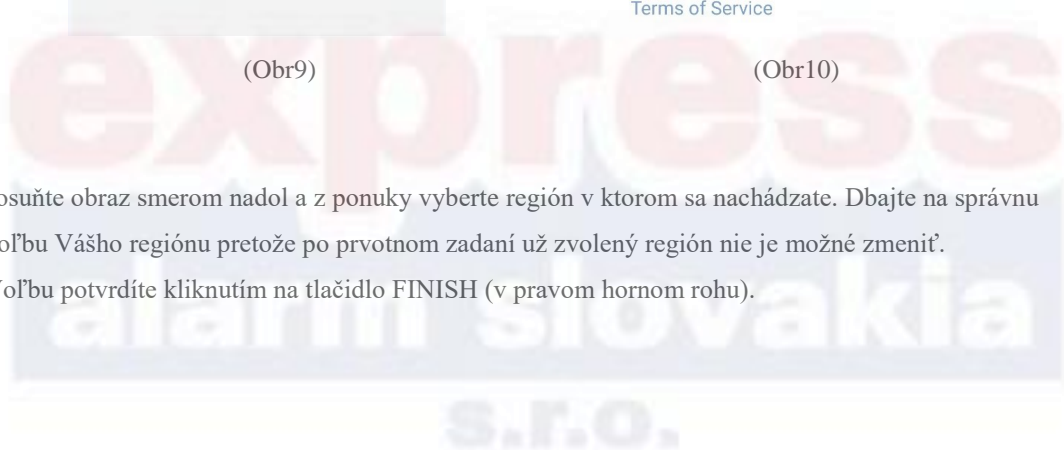 Terms of Service
(Obr9) (Obr10)
osuňte obraz smerom nadol a z ponuky vyberte región v ktorom sa nachádzate. Dbajte na správnu
oľbu Vášho regiónu pretože po prvotnom zadaní už zvolený región nie je možné zmeniť.
oľbu potvrdíte kliknutím na tlačidlo FINISH (v pravom hornom rohu).
express
alarm slovakia
s.r.o.